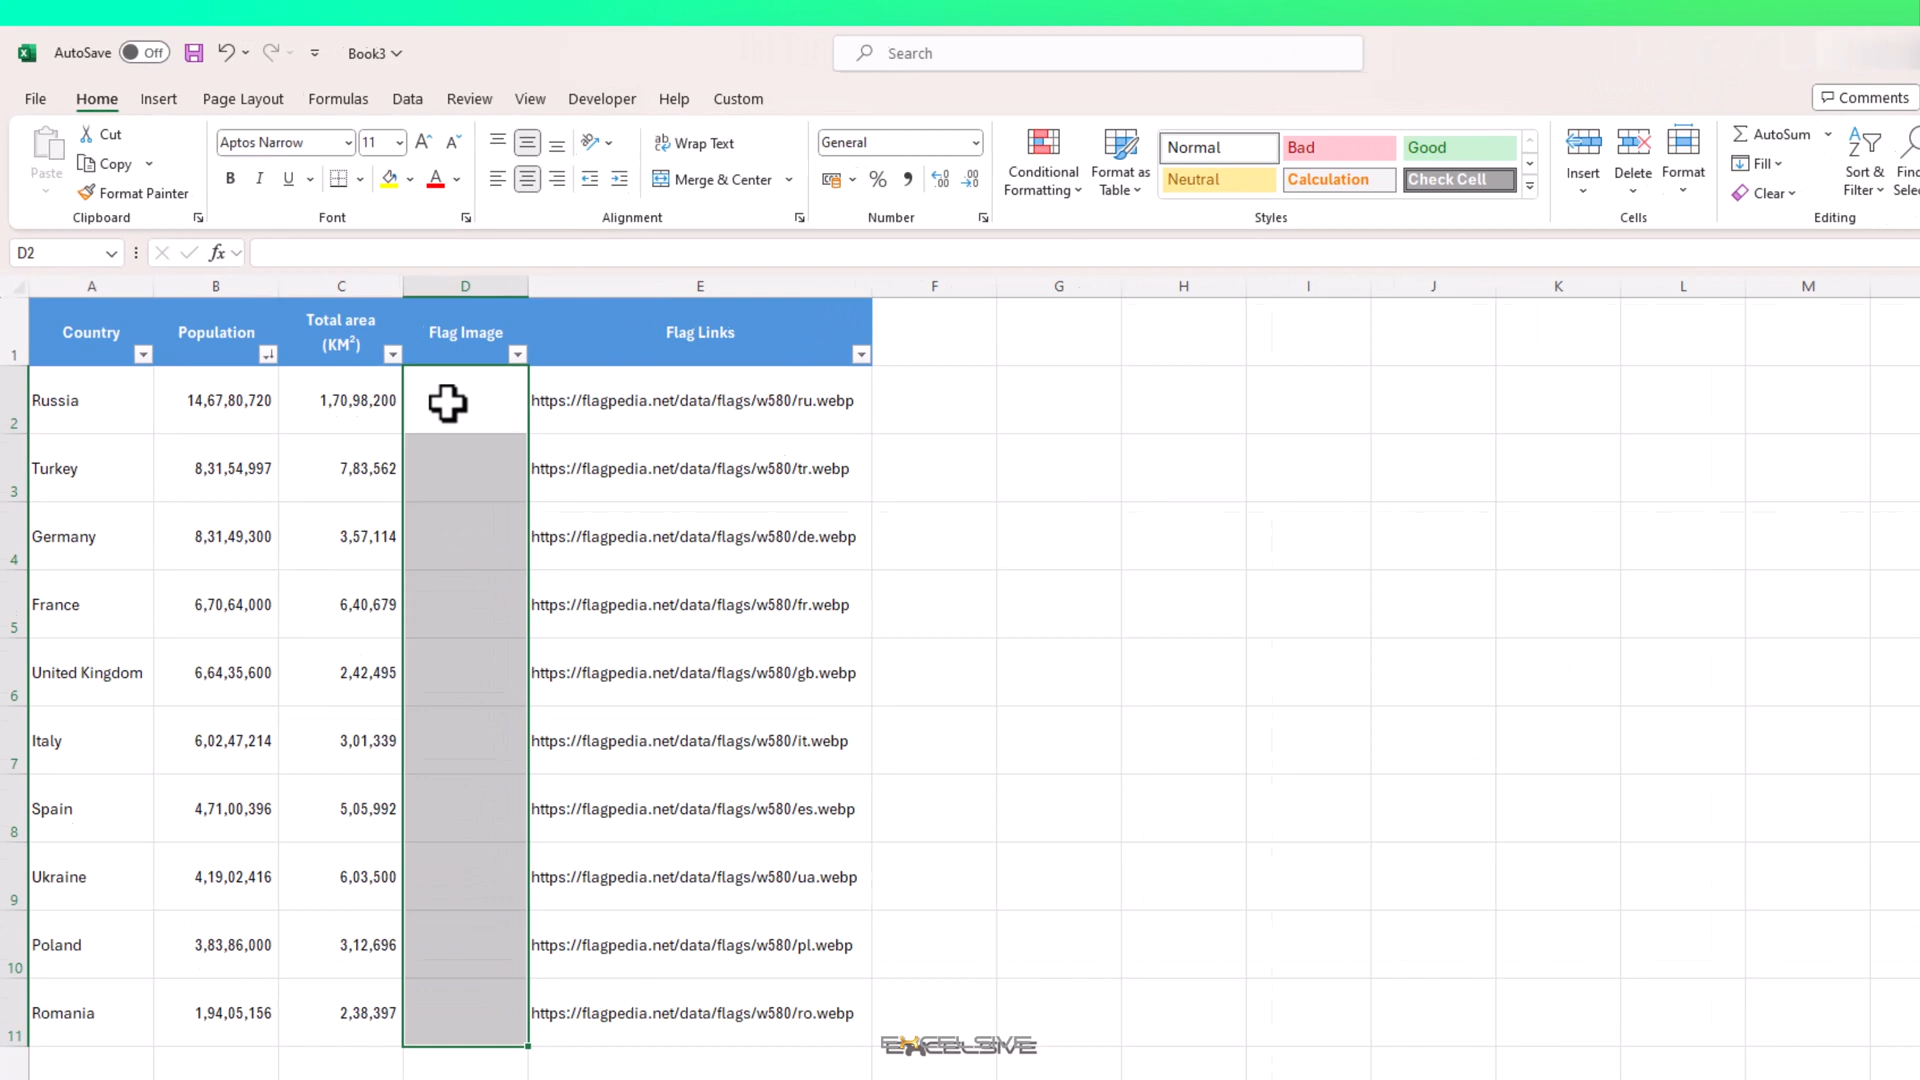 AutoSave Off Book3 Search
File Home Insert Page Layout Formulas Data Review View Developer Help Custom Comments
Paste Cut Copy Format Painter Clipboard
Aptos Narrow 11 A A B I U A Font
ab Wrap Text Merge & Center Alignment
General % Number
Conditional Formatting Format as Table
Normal Bad Good
Neutral Calculation Check Cell
Styles
Insert Delete Format Cells
AutoSum Fill Clear Sort & Filter Editing
D2 fx
A B C D E F G H I J K L M
1 Country Population Total area (KM²) Flag Image Flag Links
2 Russia 14,67,80,720 1,70,98,200 https://flagpedia.net/data/flags/w580/ru.webp
3 Turkey 8,31,54,997 7,83,562 https://flagpedia.net/data/flags/w580/tr.webp
4 Germany 8,31,49,300 3,57,114 https://flagpedia.net/data/flags/w580/de.webp
5 France 6,70,64,000 6,40,679 https://flagpedia.net/data/flags/w580/fr.webp
6 United Kingdom 6,64,35,600 2,42,495 https://flagpedia.net/data/flags/w580/gb.webp
7 Italy 6,02,47,214 3,01,339 https://flagpedia.net/data/flags/w580/it.webp
8 Spain 4,71,00,396 5,05,992 https://flagpedia.net/data/flags/w580/es.webp
9 Ukraine 4,19,02,416 6,03,500 https://flagpedia.net/data/flags/w580/ua.webp
10 Poland 3,83,86,000 3,12,696 https://flagpedia.net/data/flags/w580/pl.webp
11 Romania 1,94,05,156 2,38,397 https://flagpedia.net/data/flags/w580/ro.webp
EXCELSIVE